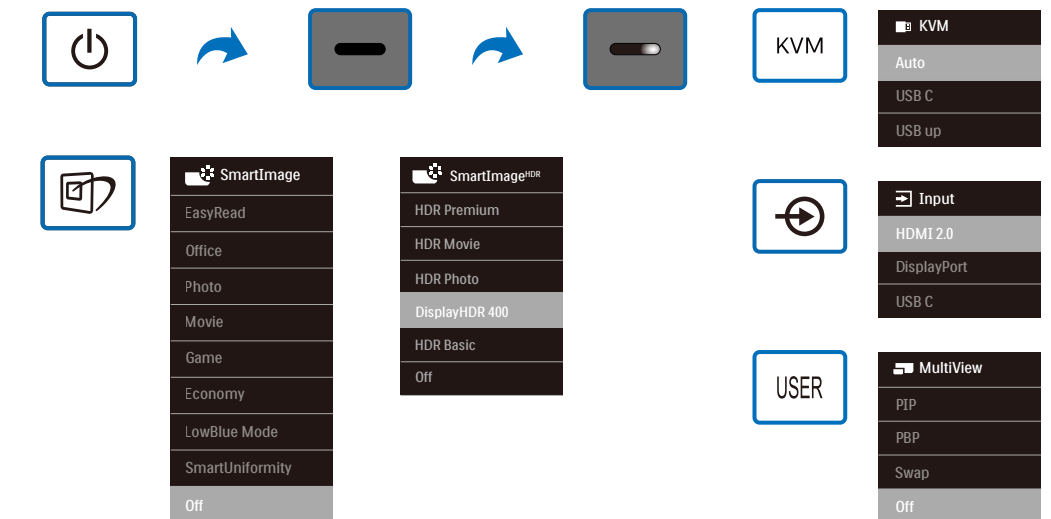 KVM
KVM
Auto
USB C
USB up
SmartImage
EasyRead
Office
Photo
Movie
Game
Economy
LowBlue Mode
SmartUniformity
Off
SmartImageHDR
HDR Premium
HDR Movie
HDR Photo
DisplayHDR 400
HDR Basic
Off
Input
HDMI 2.0
DisplayPort
USB C
USER
MultiView
PIP
PBP
Swap
Off